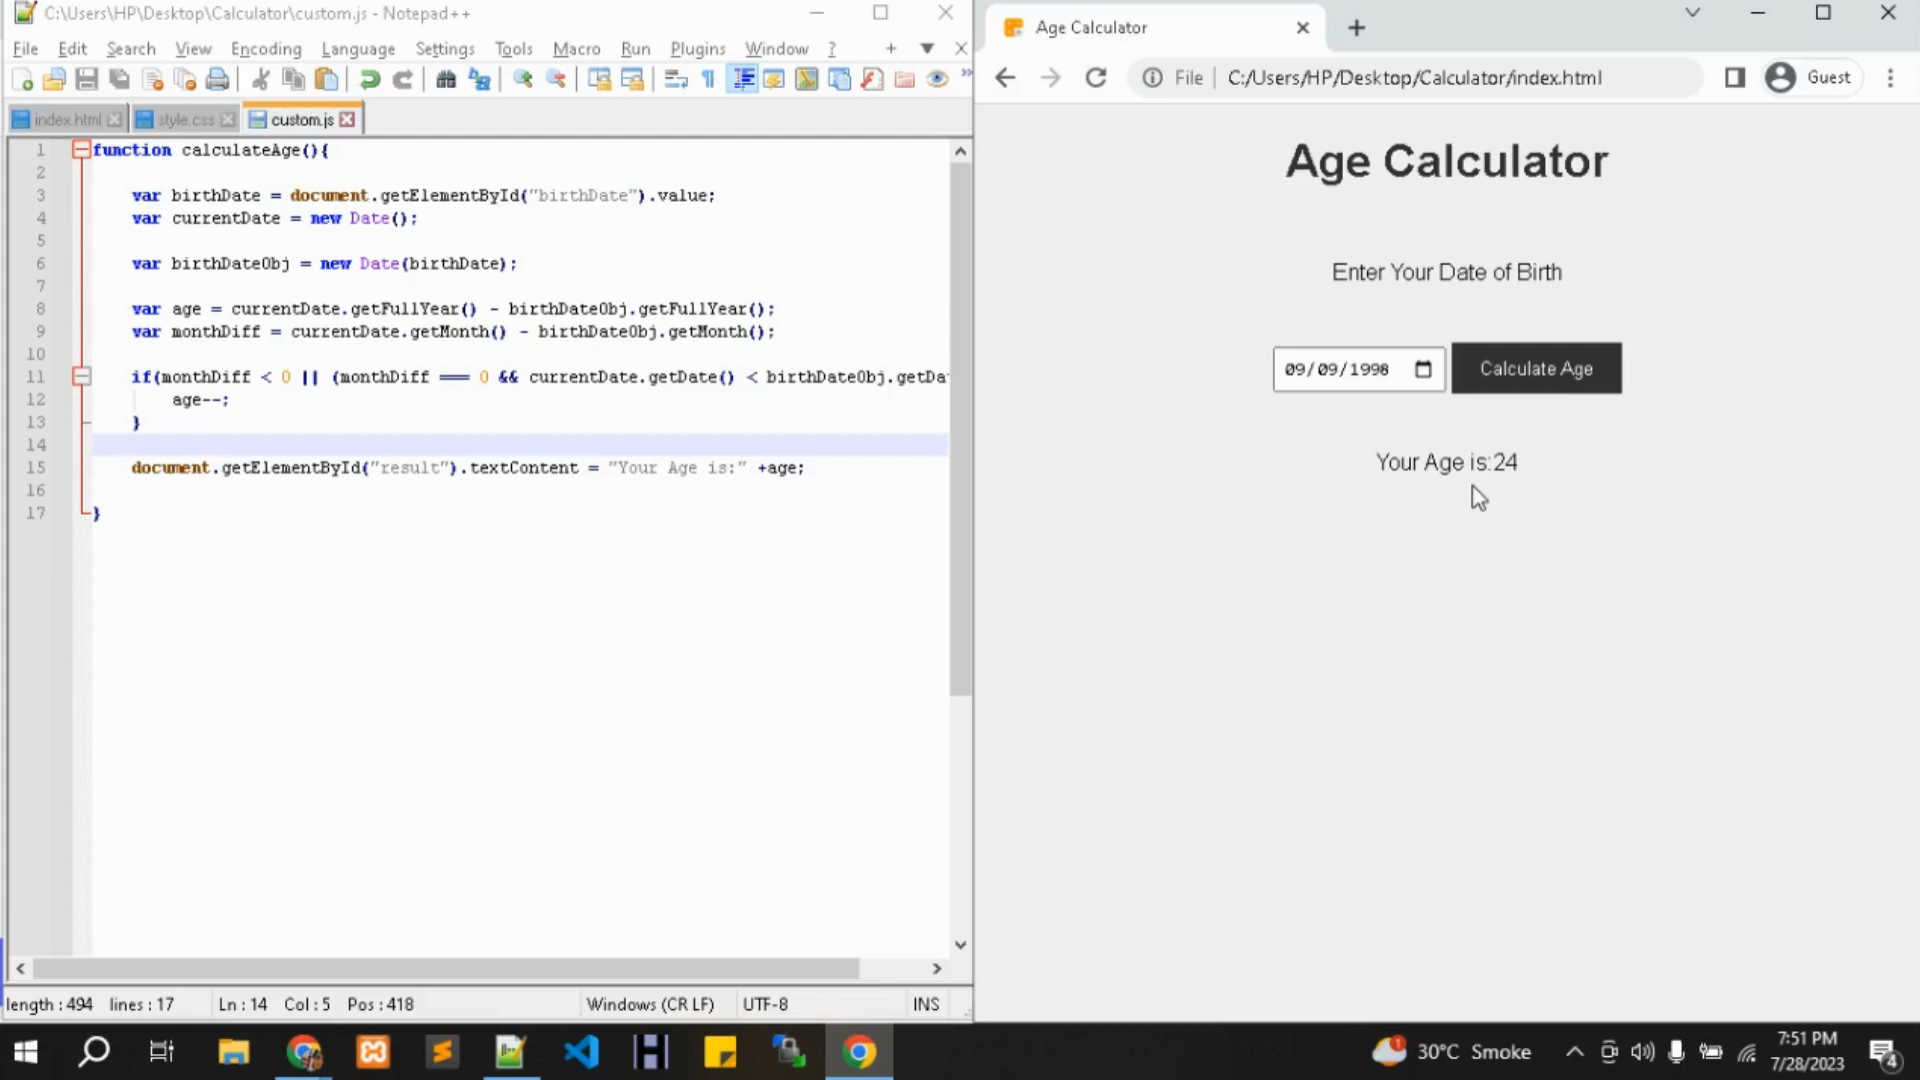 C:\Users\HP\Desktop\Calculator\custom.js - Notepad++
File Edit Search View Encoding Language Settings Tools Macro Run Plugins Window ?
index.html style.css custom.js
1 function calculateAge(){
2
3 var birthDate = document.getElementById("birthDate").value;
4 var currentDate = new Date();
5
6 var birthDateObj = new Date(birthDate);
7
8 var age = currentDate.getFullYear() - birthDateObj.getFullYear();
9 var monthDiff = currentDate.getMonth() - birthDateObj.getMonth();
10
11 if(monthDiff < 0 || (monthDiff === 0 && currentDate.getDate() < birthDateObj.getDa
12 age--;
13 }
14
15 document.getElementById("result").textContent = "Your Age is:" +age;
16
17 }
length : 494 lines : 17 Ln : 14 Col : 5 Pos : 418 Windows (CR LF) UTF-8 INS
Age Calculator
File C:/Users/HP/Desktop/Calculator/index.html Guest
Age Calculator
Enter Your Date of Birth
09/09/1998 Calculate Age
Your Age is:24
30°C Smoke
7:51 PM
7/28/2023
4